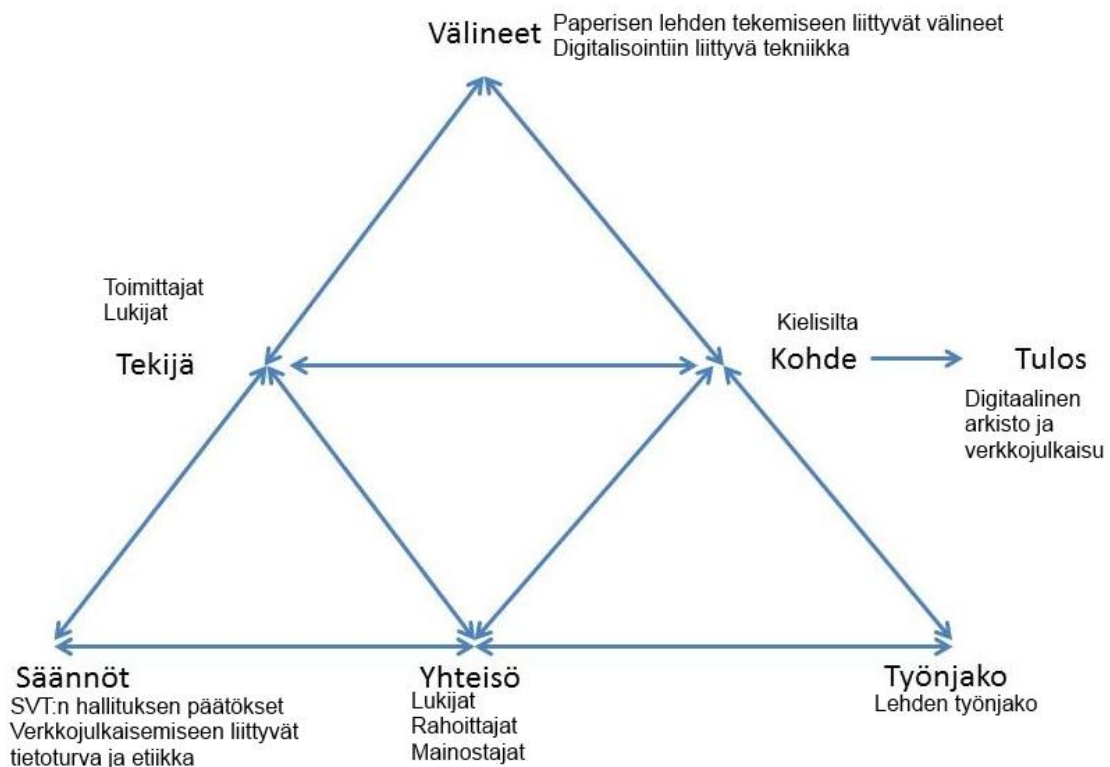 Välineet
Paperisen lehden tekemiseen liittyvät välineet
Digitalisointiin liittyvä tekniikka
Toimittajat
Lukijat
Tekijä
Kielisilta
Kohde
Tulos
Digitaalinen
arkisto ja
verkkojulkaisu
Säännöt
SVT:n hallituksen päätökset
Verkkojulkaisemiseen liittyvät
tietoturva ja etiikka
Yhteisö
Lukijat
Rahoittajat
Mainostajat
Työnjako
Lehden työnjako